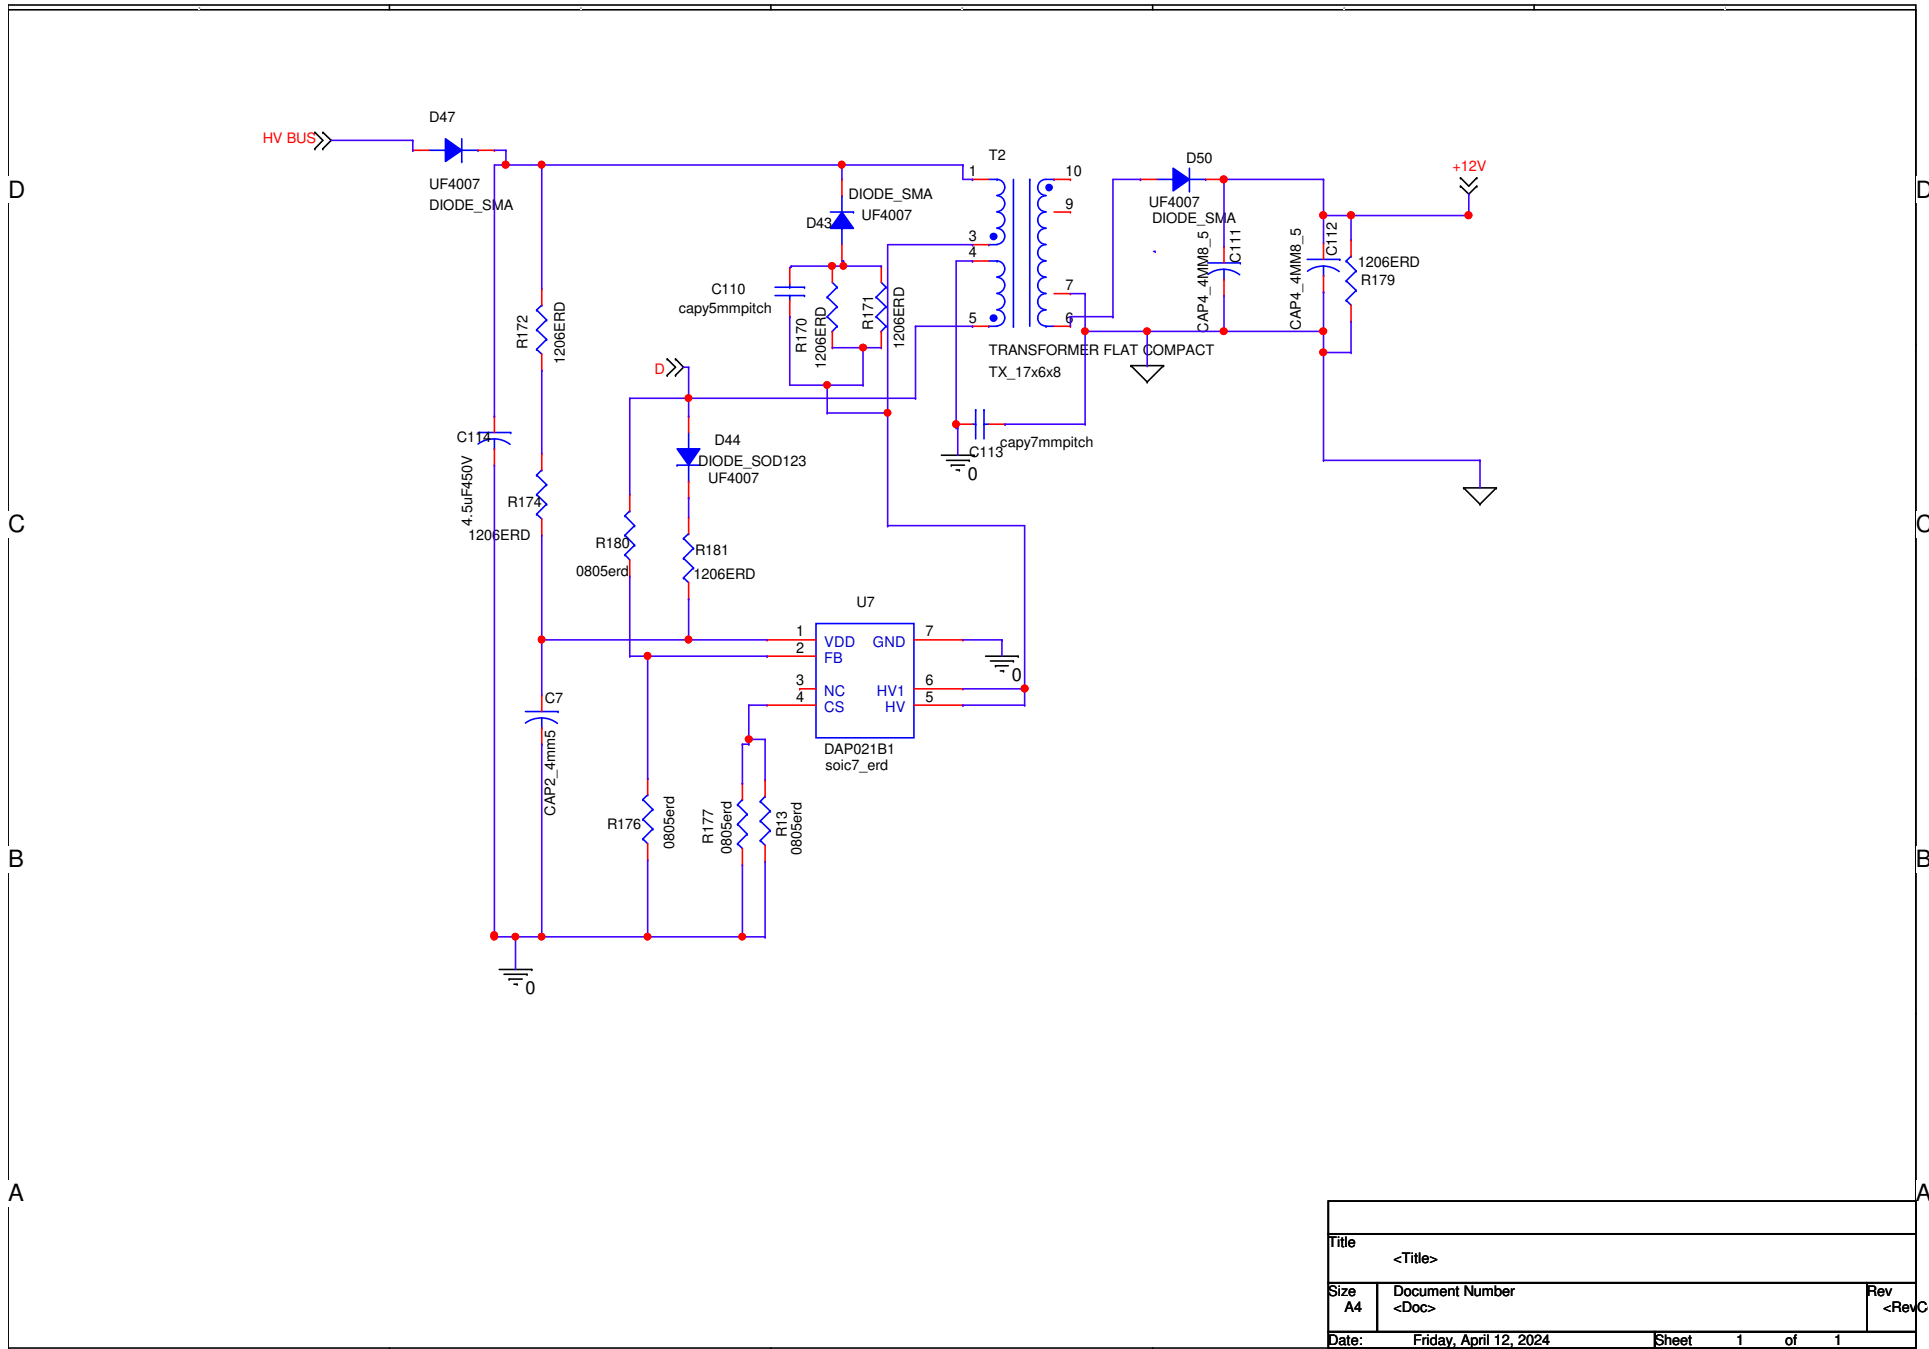 D47
HV BUS
UF4007
DIODE_SMA
D
D
C
C
B
B
A
A
DIODE_SMA
D43
UF4007
T2
1
3
4
5
10
9
7
6
TRANSFORMER FLAT COMPACT
TX_17x6x8
D50
UF4007
DIODE_SMA
+12V
CAP4_4MM8_5
C111
CAP4_4MM8_5
C112
1206ERD
R179
C110
capy5mmpitch
R170
1206ERD
R171
1206ERD
R172
1206ERD
D
C114
4.5uF450V
R174
1206ERD
D44
DIODE_SOD123
UF4007
capy7mmpitch
C113
0
R180
0805erd
R181
1206ERD
U7
1
VDD
GND
7
2
FB
0
3
NC
HV1
6
4
CS
HV
5
DAP021B1
soic7_erd
C7
CAP2_4mm5
R176
0805erd
R177
0805erd
R13
0805erd
0
Title
<Title>
Size
Document Number
Rev
A4
<Doc>
<RevC
Date:
Friday, April 12, 2024
Sheet
1
of
1